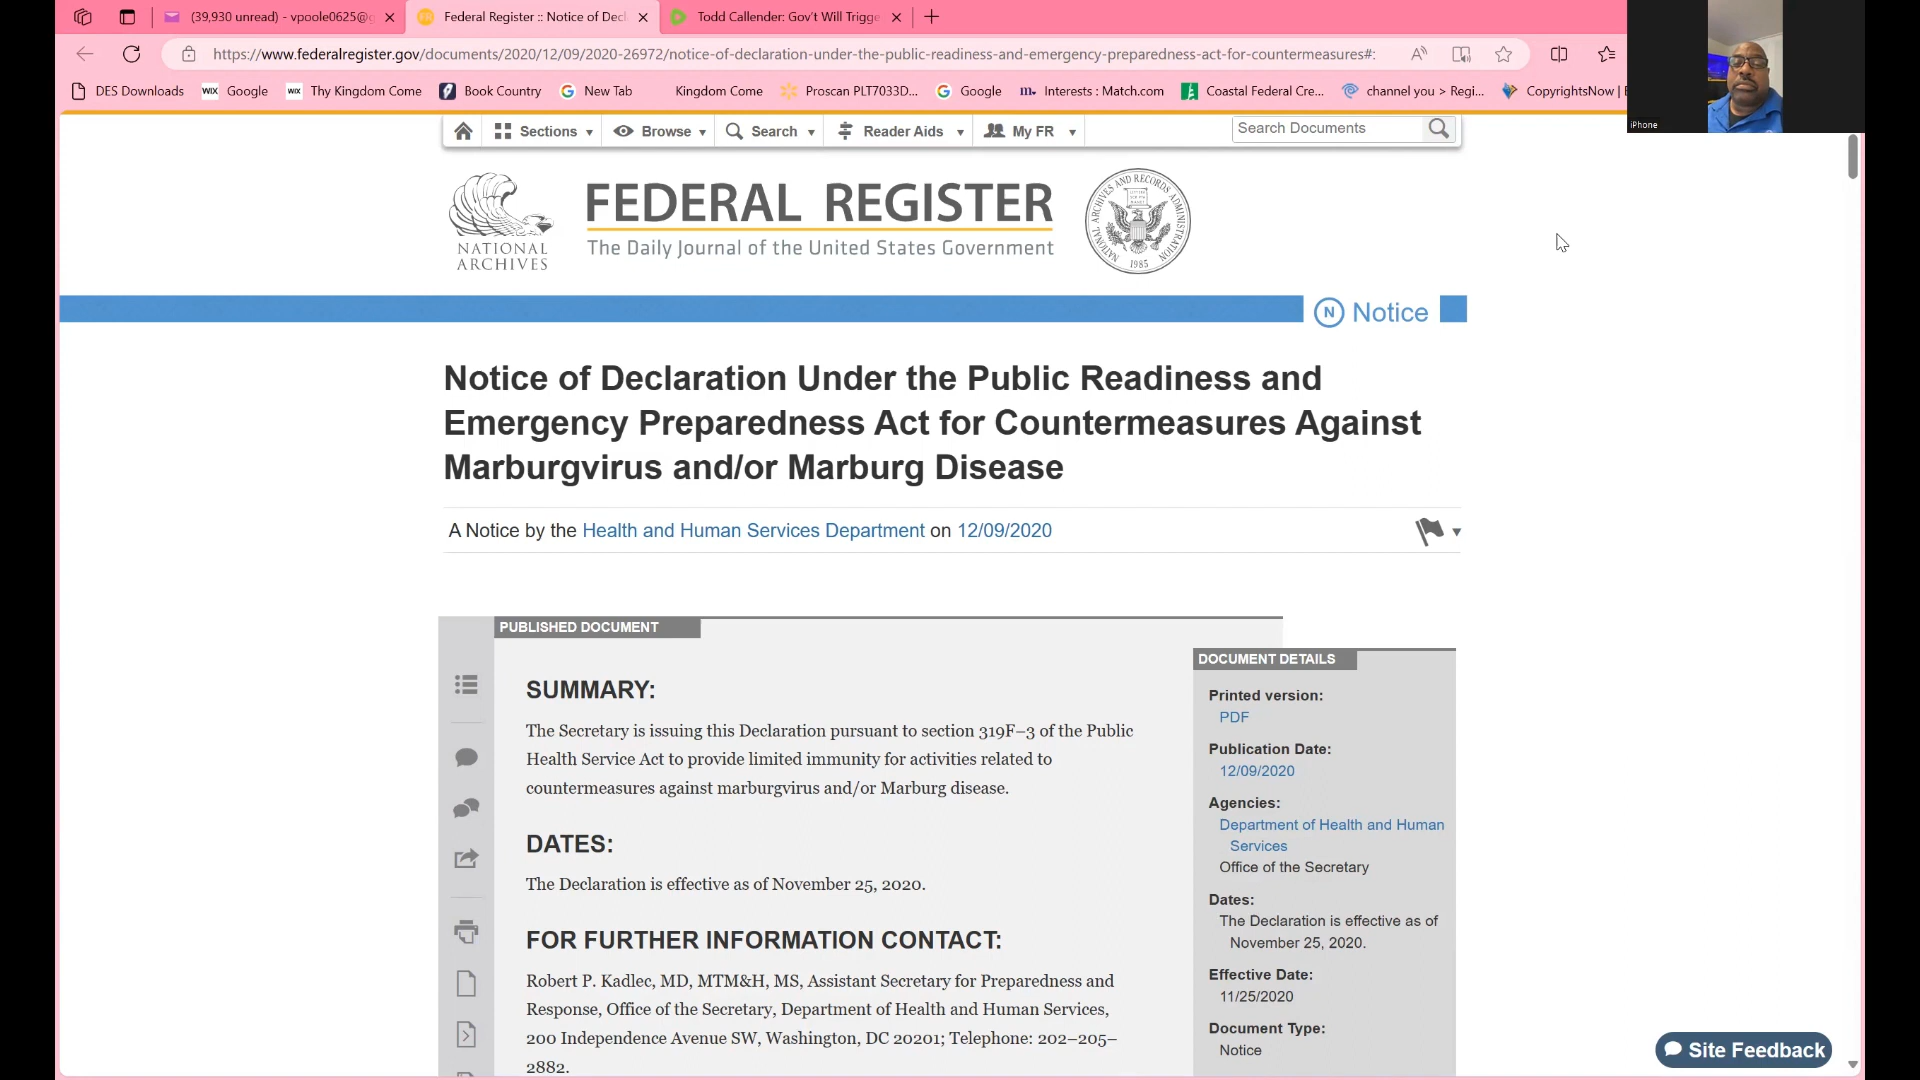 (39,930 unread) - vpoole0625@g
Federal Register :: Notice of Decl
Todd Callender: Gov't Will Trigge
https://www.federalregister.gov/documents/2020/12/09/2020-26972/notice-of-declaration-under-the-public-readiness-and-emergency-preparedness-act-for-countermeasures#:
DES Downloads
WIX Google
WIX Thy Kingdom Come
Book Country
New Tab
Kingdom Come
Proscan PLT7033D...
Google
Interests : Match.com
Coastal Federal Cre...
channel you > Regi...
CopyrightsNow |
iPhone
Sections
Browse
Search
Reader Aids
My FR
Search Documents
NATIONAL
ARCHIVES
FEDERAL REGISTER
The Daily Journal of the United States Government
NATIONAL ARCHIVES AND RECORDS ADMINISTRATION
1985
N Notice
Notice of Declaration Under the Public Readiness and
Emergency Preparedness Act for Countermeasures Against
Marburgvirus and/or Marburg Disease
A Notice by the Health and Human Services Department on 12/09/2020
PUBLISHED DOCUMENT
SUMMARY:
The Secretary is issuing this Declaration pursuant to section 319F–3 of the Public
Health Service Act to provide limited immunity for activities related to
countermeasures against marburgvirus and/or Marburg disease.
DATES:
The Declaration is effective as of November 25, 2020.
FOR FURTHER INFORMATION CONTACT:
Robert P. Kadlec, MD, MTM&H, MS, Assistant Secretary for Preparedness and
Response, Office of the Secretary, Department of Health and Human Services,
200 Independence Avenue SW, Washington, DC 20201; Telephone: 202–205–
2882.
DOCUMENT DETAILS
Printed version:
PDF
Publication Date:
12/09/2020
Agencies:
Department of Health and Human
Services
Office of the Secretary
Dates:
The Declaration is effective as of
November 25, 2020.
Effective Date:
11/25/2020
Document Type:
Notice
Site Feedback